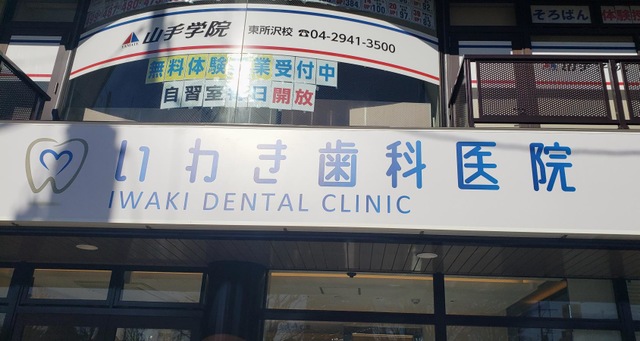 山手学院 東所沢校 ☎04-2941-3500
そろばん
無料体験 業受付中
自習室 日開放
いわき歯科医院
IWAKI DENTAL CLINIC